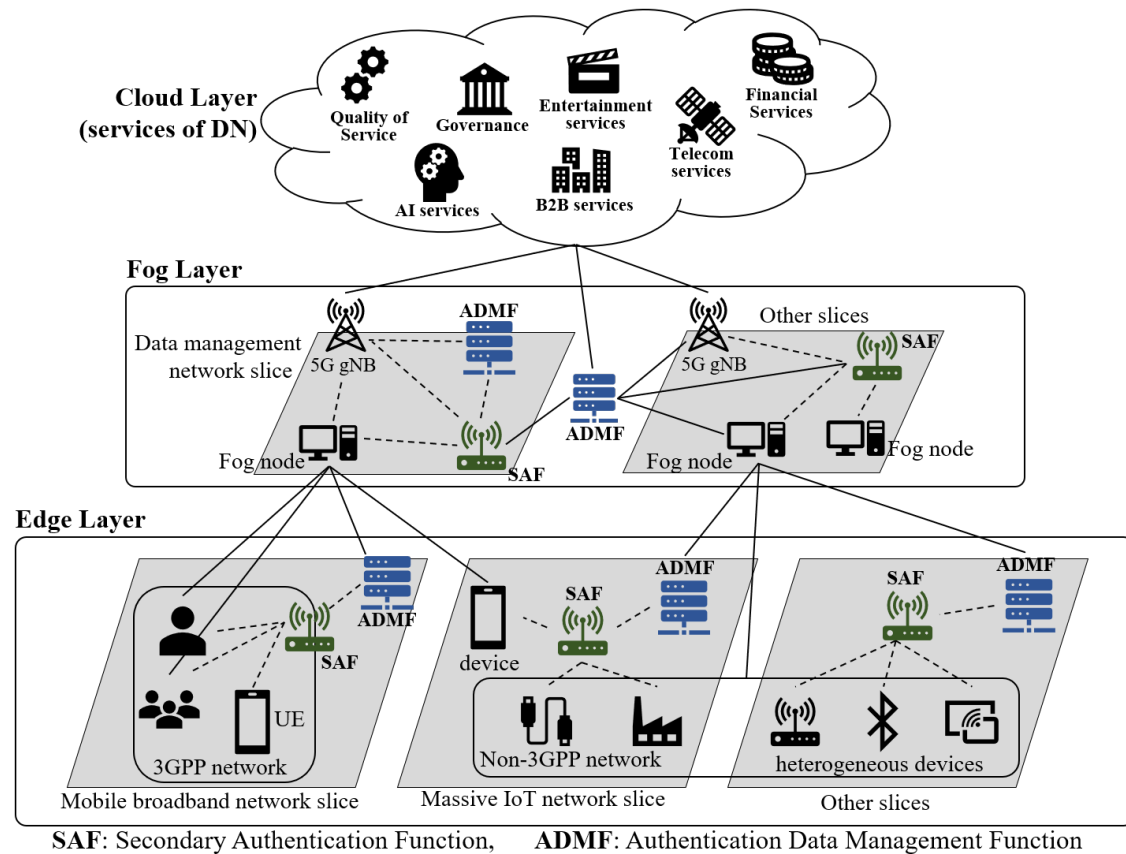 Cloud Layer
(services of DN)
Quality of
Service
Governance
Entertainment
services
Financial
Services
Telecom
services
AI services
B2B services
Fog Layer
Data management
network slice
5G gNB
ADMF
Fog node
SAF
ADMF
Other slices
5G gNB
SAF
Fog node
Fog node
Edge Layer
ADMF
SAF
UE
3GPP network
Mobile broadband network slice
device
SAF
ADMF
Non-3GPP network
Massive IoT network slice
SAF
ADMF
heterogeneous devices
Other slices
SAF: Secondary Authentication Function, ADMF: Authentication Data Management Function